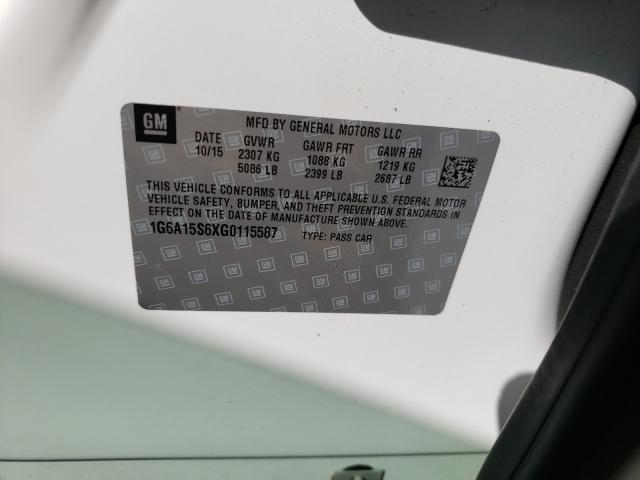 GM
MFD BY GENERAL MOTORS LLC
DATE GVWR GAWR FRT GAWR RR
10/15 2307 KG 1088 KG 1219 KG
5086 LB 2399 LB 2687 LB
THIS VEHICLE CONFORMS TO ALL APPLICABLE U.S. FEDERAL MOTOR
VEHICLE SAFETY, BUMPER, AND THEFT PREVENTION STANDARDS
IN EFFECT ON THE DATE OF MANUFACTURE SHOWN ABOVE.
1G6A15S6XG0115587 TYPE: PASS CAR